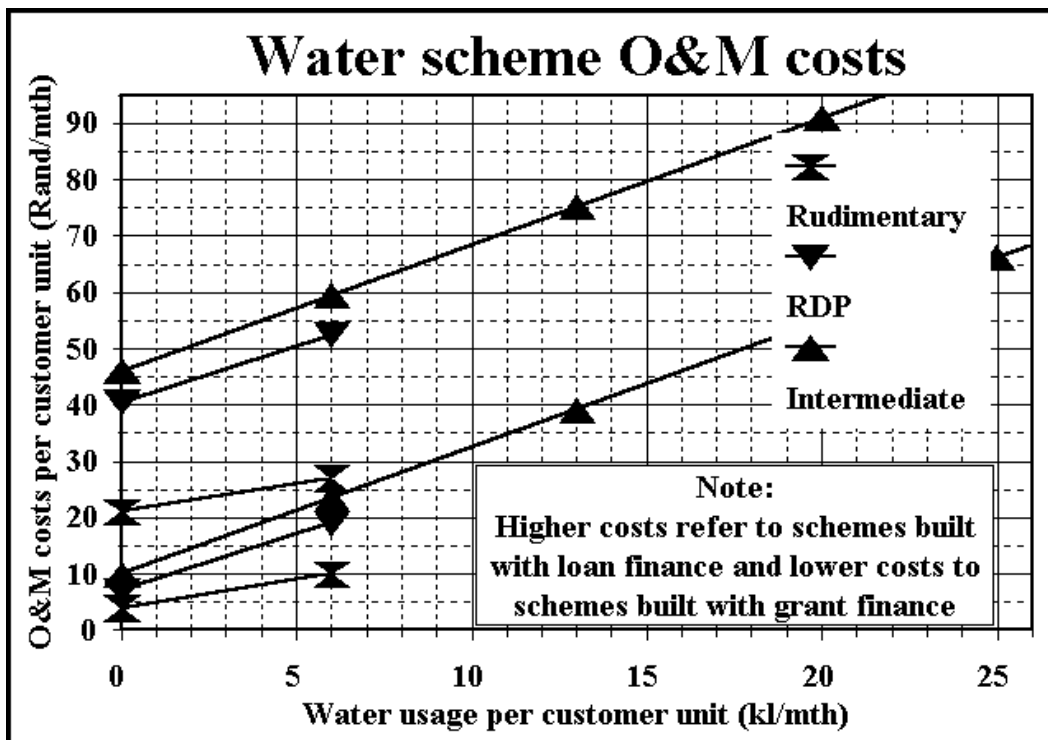 Water scheme O&M costs
O&M costs per customer unit (Rand/mth)
90
80
70
60
50
40
30
20
10
0
Rudimentary
RDP
Intermediate
Note:
Higher costs refer to schemes built
with loan finance and lower costs to
schemes built with grant finance
0 5 10 15 20 25
Water usage per customer unit (kl/mth)